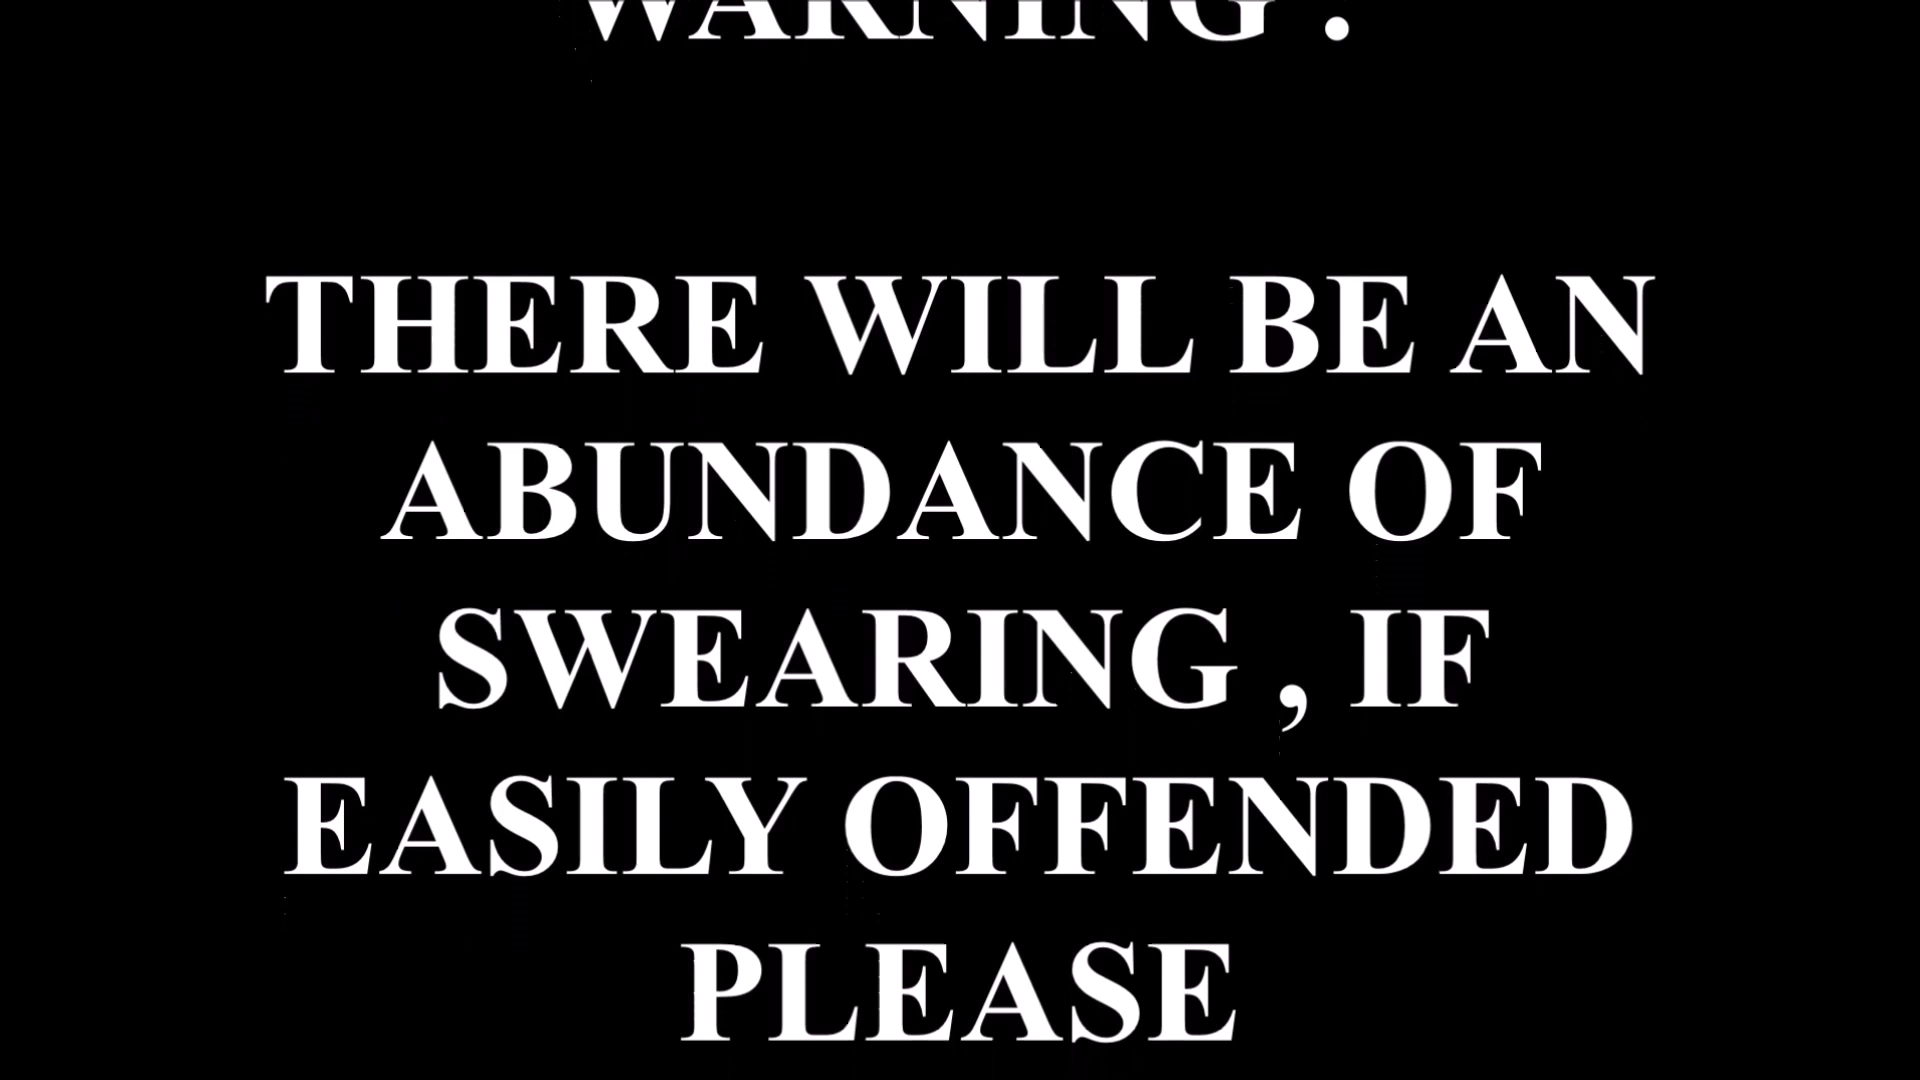 WARNING .
THERE WILL BE AN
ABUNDANCE OF
SWEARING , IF
EASILY OFFENDED
PLEASE